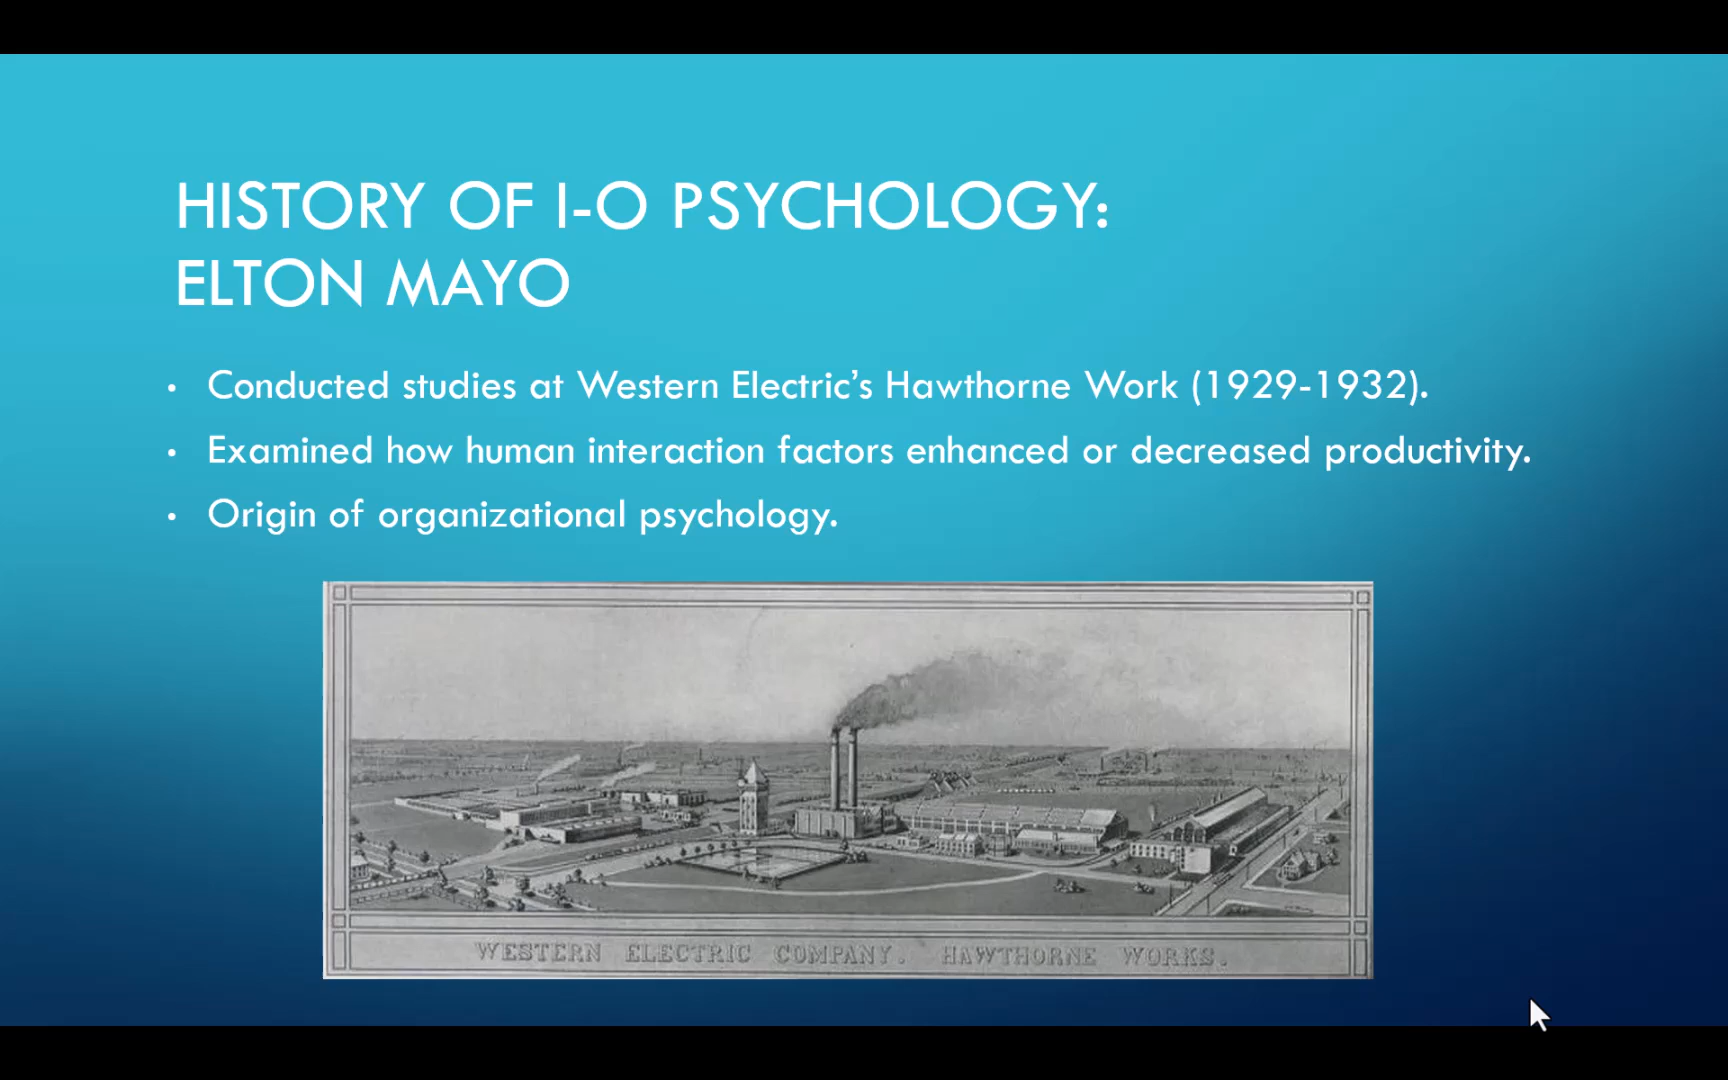 HISTORY OF I-O PSYCHOLOGY:
ELTON MAYO
• Conducted studies at Western Electric’s Hawthorne Work (1929-1932).
• Examined how human interaction factors enhanced or decreased productivity.
• Origin of organizational psychology.
WESTERN ELECTRIC COMPANY. HAWTHORNE WORKS.